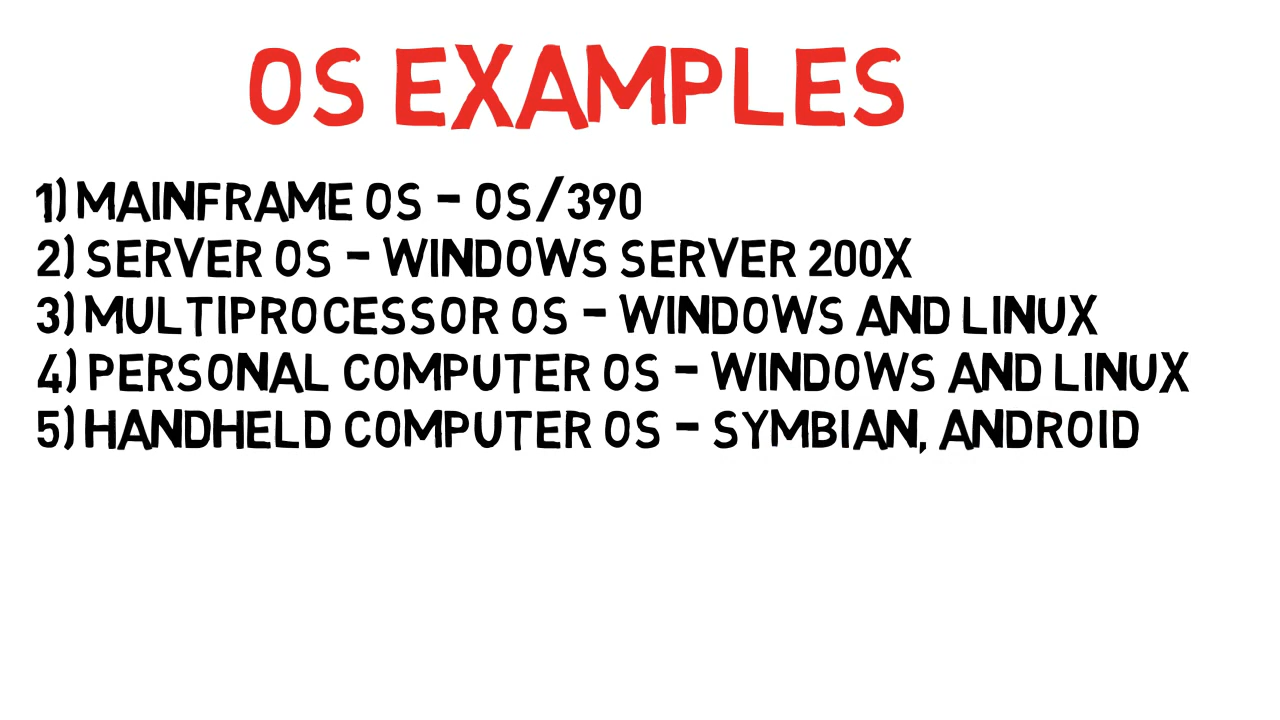 OS EXAMPLES
1) MAINFRAME OS - OS/390
2) SERVER OS - WINDOWS SERVER 200X
3) MULTIPROCESSOR OS - WINDOWS AND LINUX
4) PERSONAL COMPUTER OS - WINDOWS AND LINUX
5) HANDHELD COMPUTER OS - SYMBIAN, ANDROID